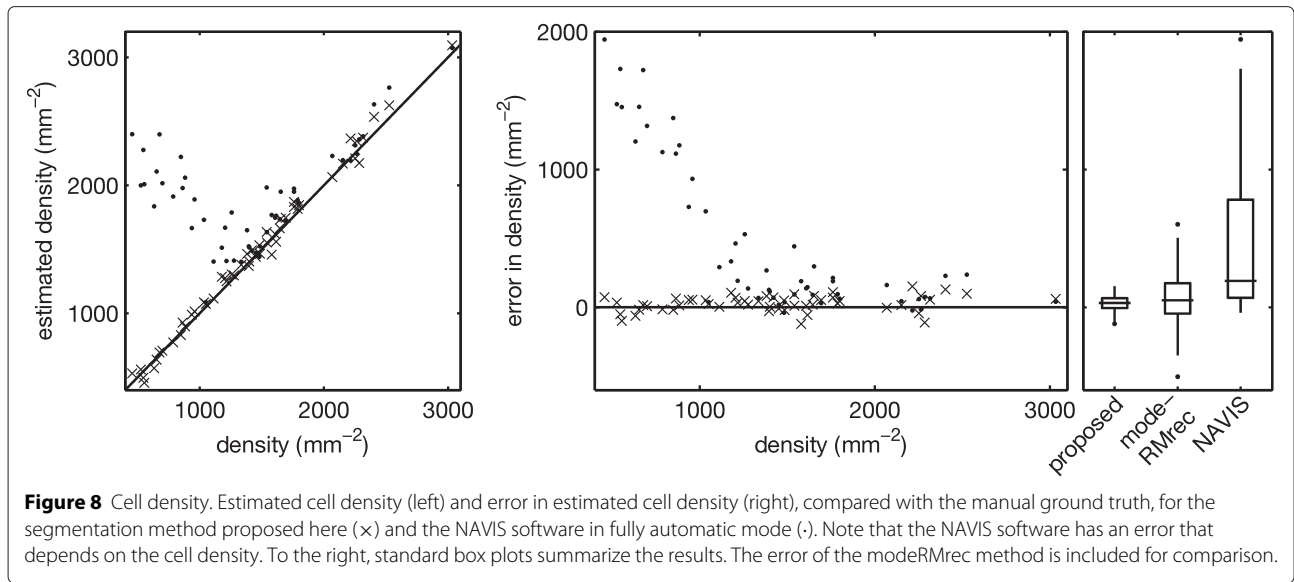 3000
2000
1000
estimated density (mm⁻²)
1000 2000 3000
density (mm⁻²)
2000
1000
0
error in density (mm⁻²)
1000 2000 3000
density (mm⁻²)
proposed
mode-
RMrec
NAVIS
Figure 8 Cell density. Estimated cell density (left) and error in estimated cell density (right), compared with the manual ground truth, for the
segmentation method proposed here (×) and the NAVIS software in fully automatic mode (·). Note that the NAVIS software has an error that
depends on the cell density. To the right, standard box plots summarize the results. The error of the modeRMrec method is included for comparison.